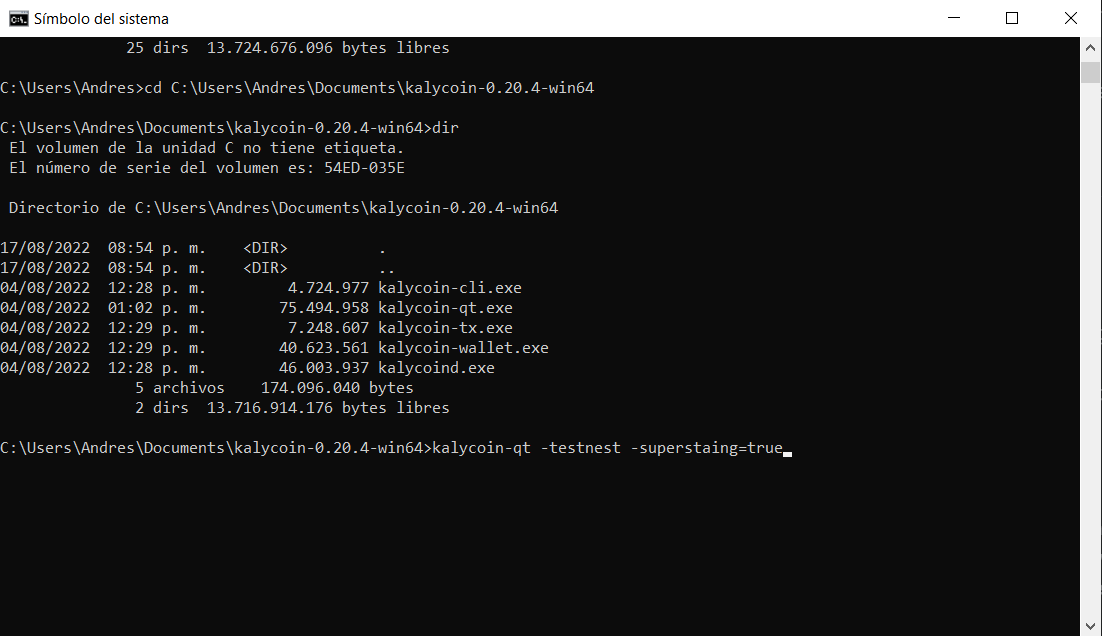 Símbolo del sistema
25 dirs  13.724.676.096 bytes libres
C:\Users\Andres>cd C:\Users\Andres\Documents\kalycoin-0.20.4-win64
C:\Users\Andres\Documents\kalycoin-0.20.4-win64>dir
El volumen de la unidad C no tiene etiqueta.
El número de serie del volumen es: 54ED-035E
Directorio de C:\Users\Andres\Documents\kalycoin-0.20.4-win64
17/08/2022  08:54 p. m.    <DIR>          .
17/08/2022  08:54 p. m.    <DIR>          ..
04/08/2022  12:28 p. m.         4.724.977 kalycoin-cli.exe
04/08/2022  01:02 p. m.        75.494.958 kalycoin-qt.exe
04/08/2022  12:29 p. m.         7.248.607 kalycoin-tx.exe
04/08/2022  12:29 p. m.        40.623.561 kalycoin-wallet.exe
04/08/2022  12:28 p. m.        46.003.937 kalycoind.exe
5 archivos    174.096.040 bytes
2 dirs  13.716.914.176 bytes libres
C:\Users\Andres\Documents\kalycoin-0.20.4-win64>kalycoin-qt -testnest -superstaing=true